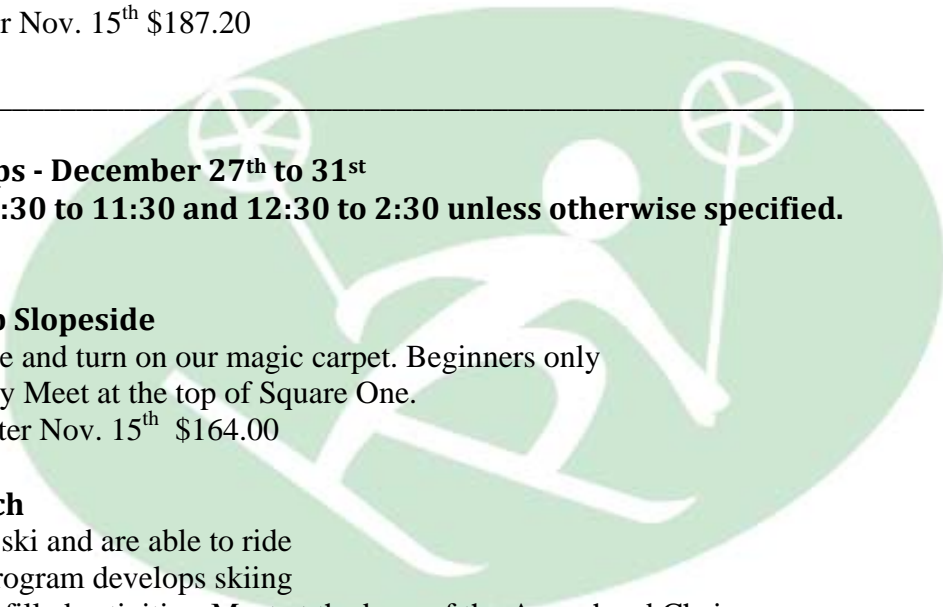 r Nov. 15th $187.20
ps - December 27th to 31st
:30 to 11:30 and 12:30 to 2:30 unless otherwise specified.
o Slopeside
e and turn on our magic carpet. Beginners only
y Meet at the top of Square One.
ter Nov. 15th $164.00
ch
ski and are able to ride
rogram develops skiing